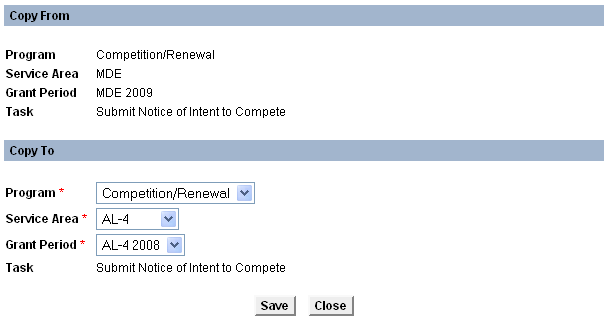 Copy From
Program Competition/Renewal
Service Area MDE
Grant Period MDE 2009
Task Submit Notice of Intent to Compete
Copy To
Program * Competition/Renewal
Service Area * AL-4
Grant Period * AL-4 2008
Task Submit Notice of Intent to Compete
Save Close